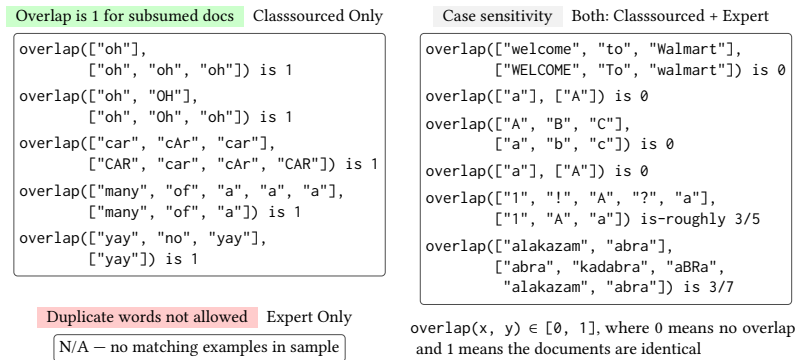 Overlap is 1 for subsumed docs Classsourced Only
overlap(["oh"],
["oh", "oh", "oh"]) is 1
overlap(["oh", "OH"],
["oh", "Oh", "oh"]) is 1
overlap(["car", "cAr", "car"],
["CAR", "car", "cAr", "CAR"]) is 1
overlap(["many", "of", "a", "a", "a"],
["many", "of", "a"]) is 1
overlap(["yay", "no", "yay"],
["yay"]) is 1
Duplicate words not allowed Expert Only
N/A — no matching examples in sample
Case sensitivity Both: Classsourced + Expert
overlap(["welcome", "to", "Walmart"],
["WELCOME", "To", "walmart"]) is 0
overlap(["a"], ["A"]) is 0
overlap(["A", "B", "C"],
["a", "b", "c"]) is 0
overlap(["a"], ["A"]) is 0
overlap(["1", "!", "A", "?", "a"],
["1", "A", "a"]) is-roughly 3/5
overlap(["alakazam", "abra"],
["abra", "kadabra", "aBRa",
"alakazam", "abra"]) is 3/7
overlap(x, y) ∈ [0, 1], where 0 means no overlap
and 1 means the documents are identical